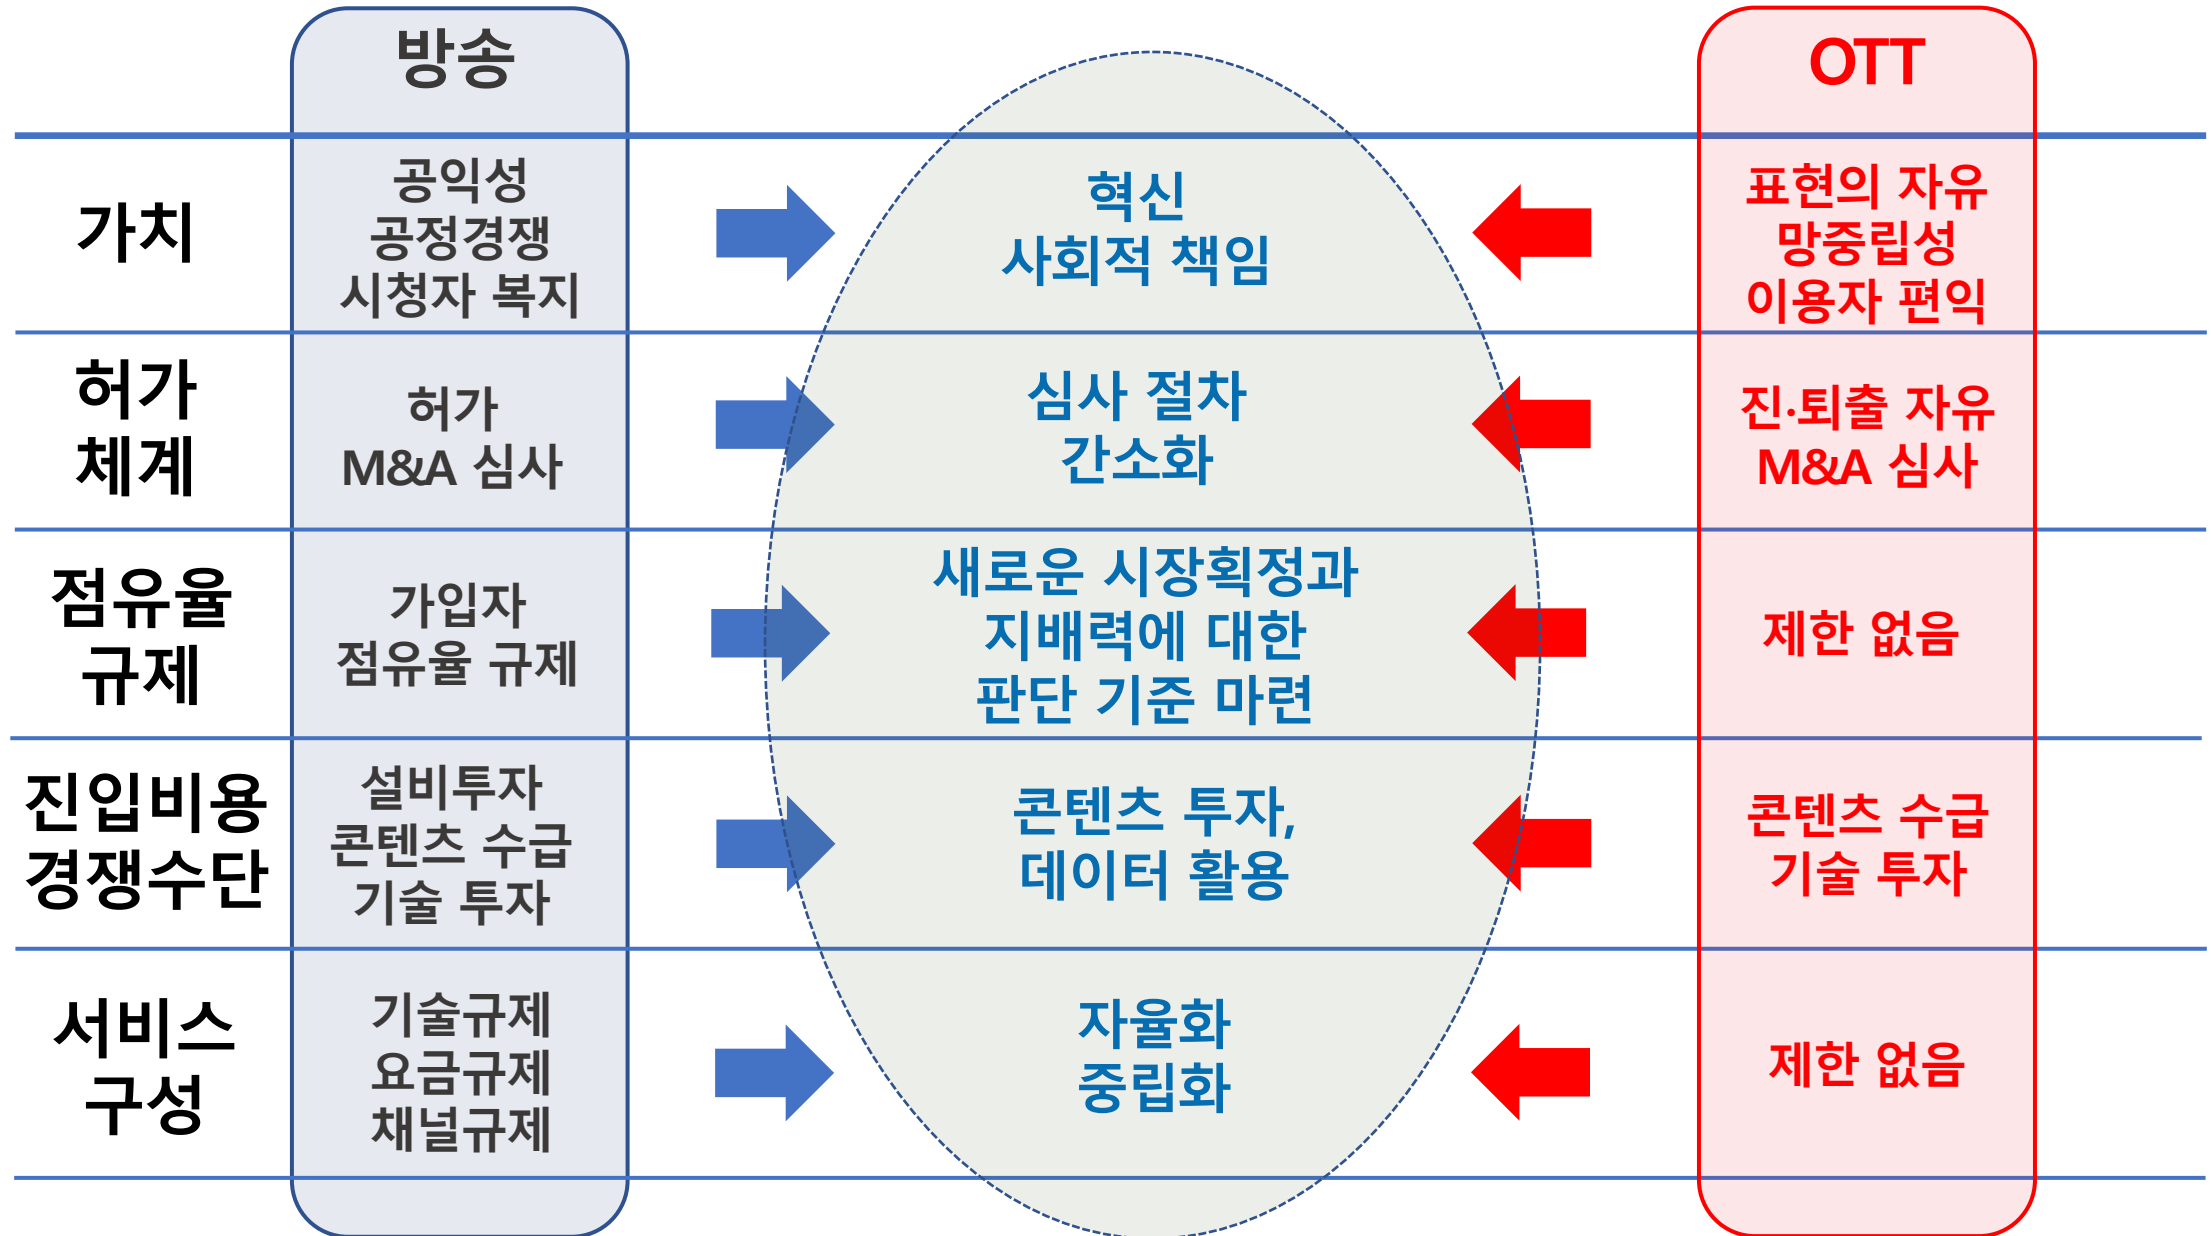 방송
OTT
가치
공익성
공정경쟁
시청자 복지
혁신
사회적 책임
표현의 자유
망중립성
이용자 편익
허가
체계
허가
M&A 심사
심사 절차
간소화
진·퇴출 자유
M&A 심사
점유율
규제
가입자
점유율 규제
새로운 시장획정과
지배력에 대한
판단 기준 마련
제한 없음
진입비용
경쟁수단
설비투자
콘텐츠 수급
기술 투자
콘텐츠 투자,
데이터 활용
콘텐츠 수급
기술 투자
서비스
구성
기술규제
요금규제
채널규제
자율화
중립화
제한 없음